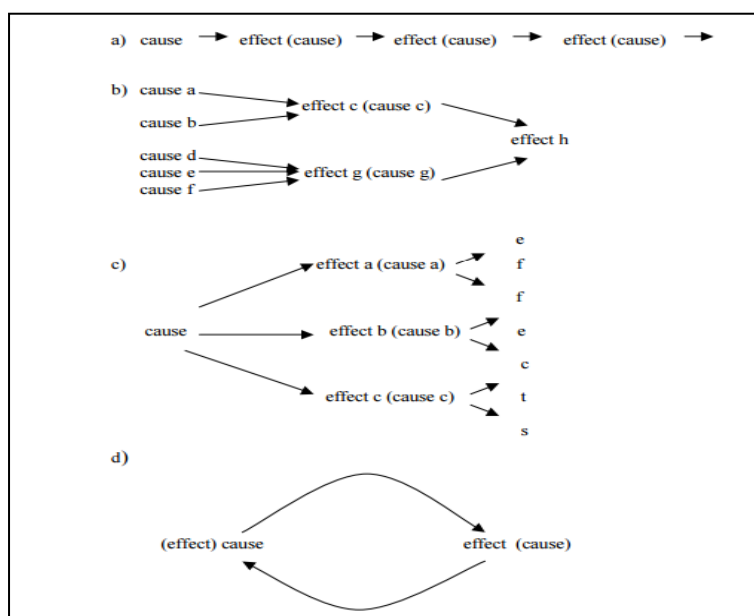 a) cause effect (cause) effect (cause) effect (cause)
b) cause a
effect c (cause c)
cause b
effect h
cause d
cause e
effect g (cause g)
cause f
e
c)
effect a (cause a)
f
f
cause
effect b (cause b)
e
c
effect c (cause c)
t
s
d)
(effect) cause
effect (cause)